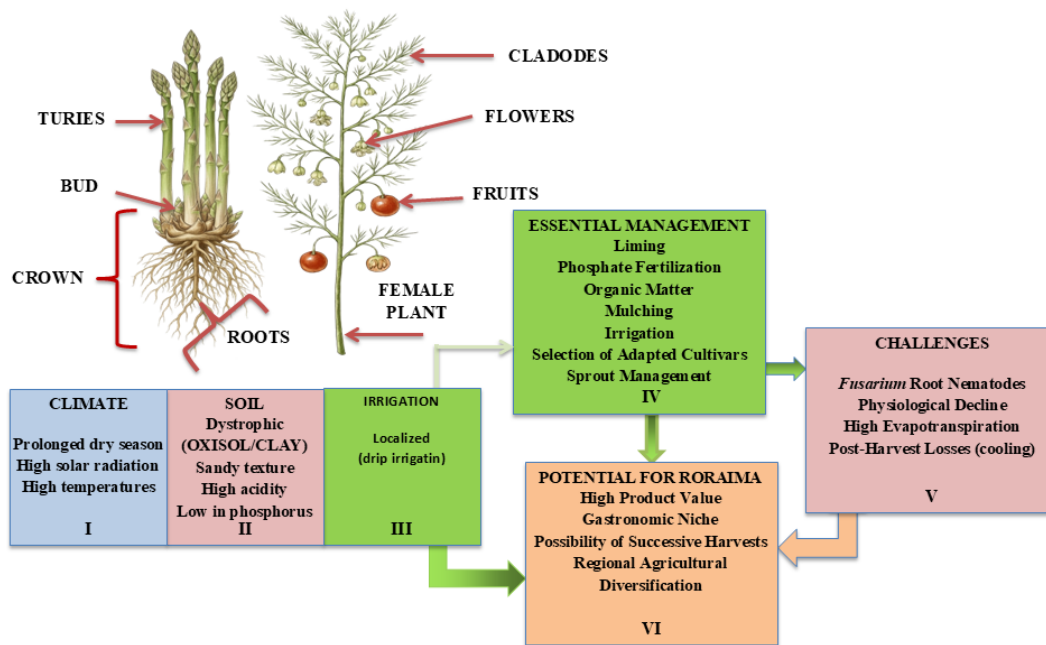 CLADODES
TURIES
FLOWERS
BUD
FRUITS
CROWN
FEMALE
PLANT
ROOTS
CLIMATE
Prolonged dry season
High solar radiation
High temperatures
I
SOIL
Dystrophic
(OXISOL/CLAY)
Sandy texture
High acidity
Low in phosphorus
II
IRRIGATION
Localized
(drip irrigatin)
III
ESSENTIAL MANAGEMENT
Liming
Phosphate Fertilization
Organic Matter
Mulching
Irrigation
Selection of Adapted Cultivars
Sprout Management
IV
CHALLENGES
Fusarium Root Nematodes
Physiological Decline
High Evapotranspiration
Post-Harvest Losses (cooling)
V
POTENTIAL FOR RORAIMA
High Product Value
Gastronomic Niche
Possibility of Successive Harvests
Regional Agricultural
Diversification
VI